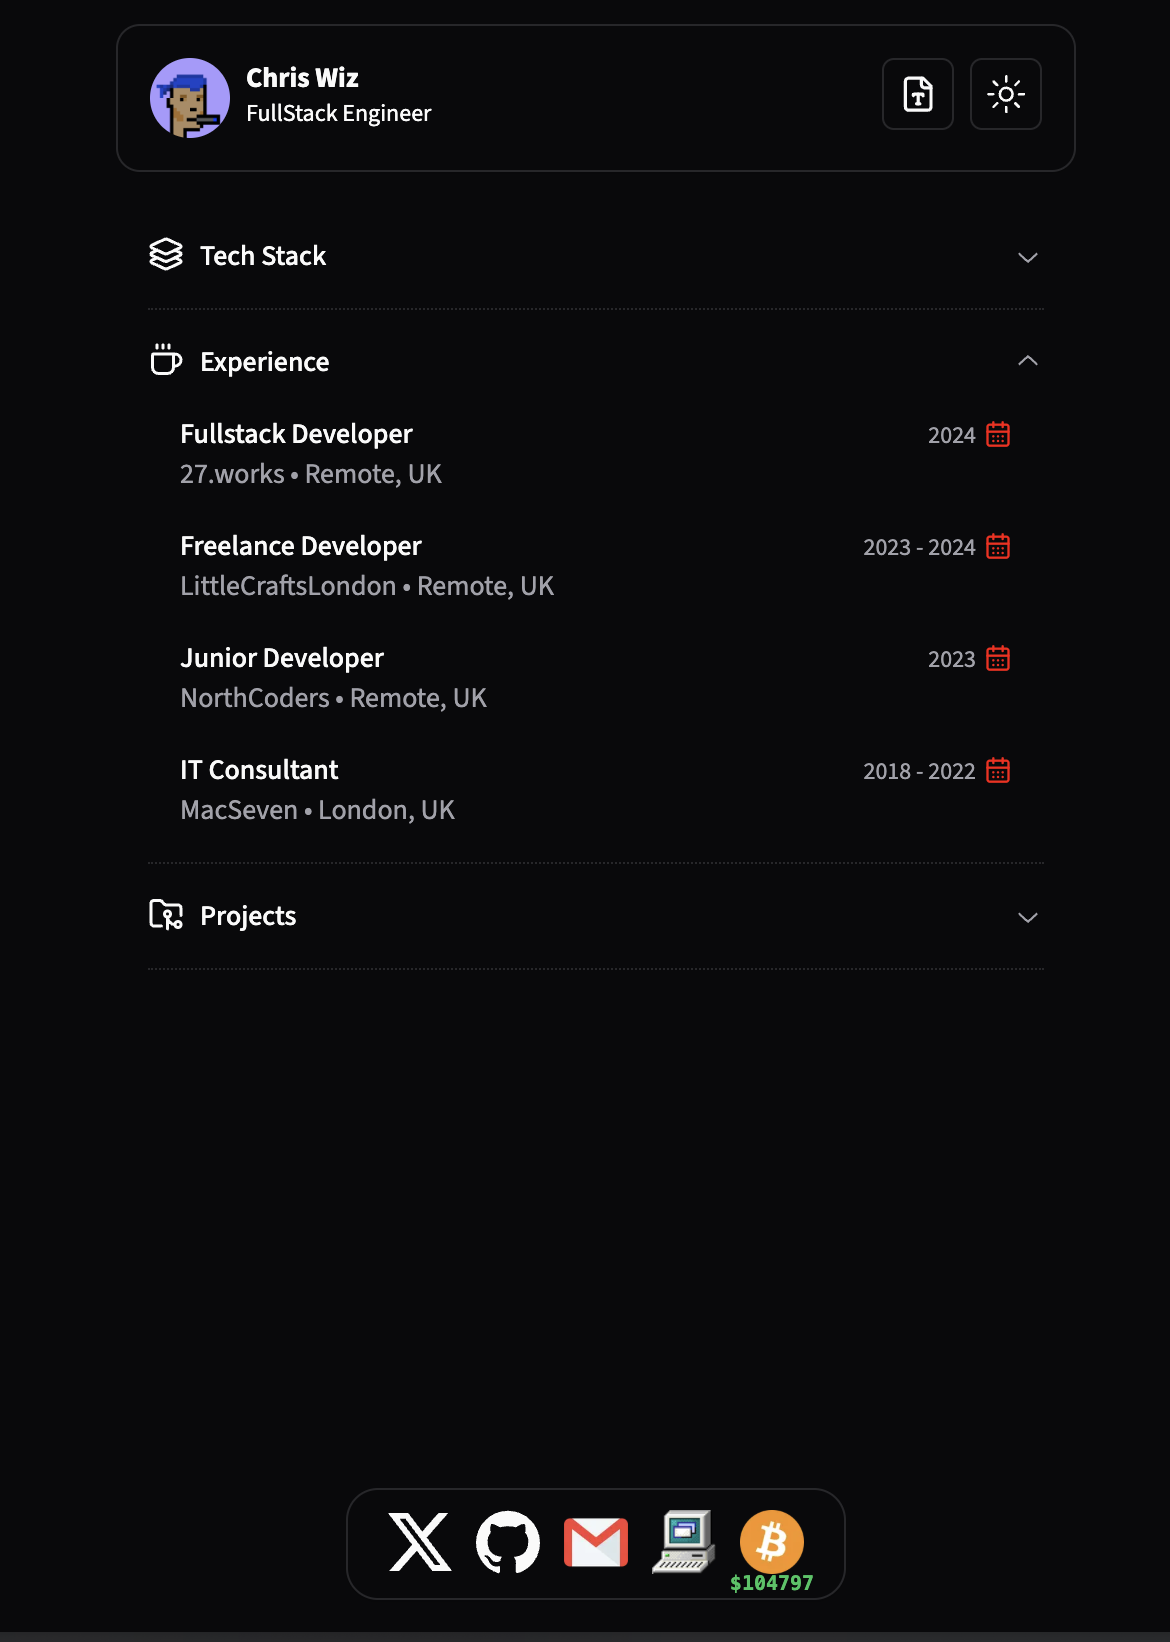 Chris Wiz
FullStack Engineer
Tech Stack
Experience
Fullstack Developer
2024
27.works • Remote, UK
Freelance Developer
2023 - 2024
LittleCraftsLondon • Remote, UK
Junior Developer
2023
NorthCoders • Remote, UK
IT Consultant
2018 - 2022
MacSeven • London, UK
Projects
$104797